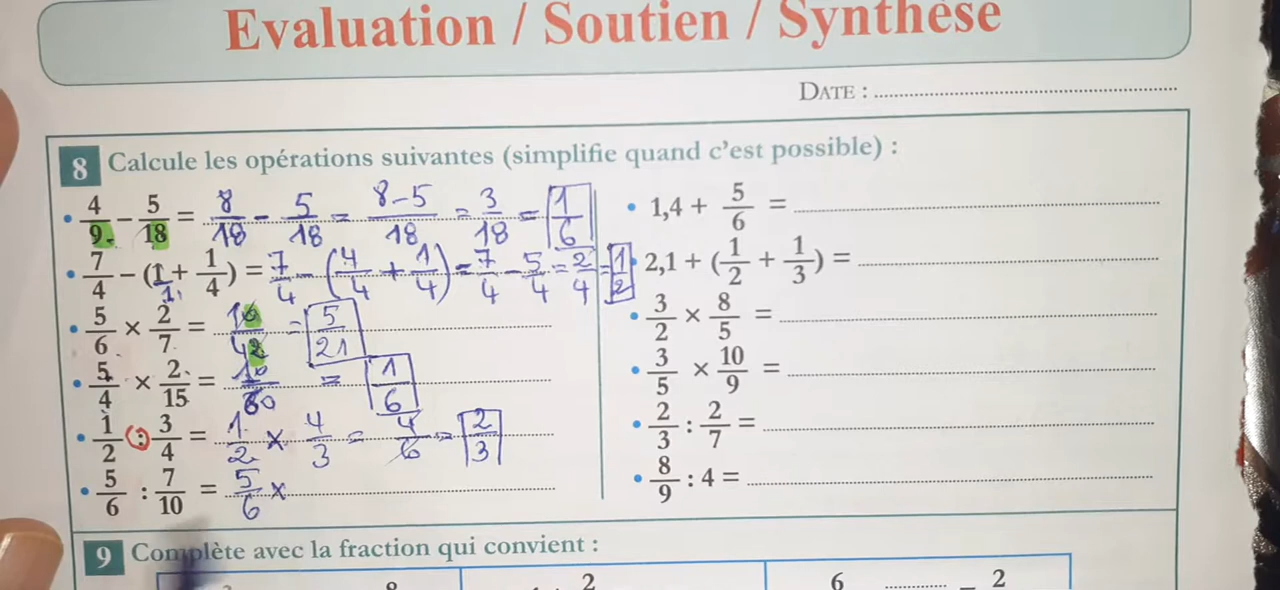 Evaluation / Soutien / Synthèse
DATE :
8 Calcule les opérations suivantes (simplifie quand c'est possible) :
• 4/9 - 5/18 = 8/18 - 5/18 = 8-5/18 = 3/18 = 1/6
• 7/4 - (1/1 + 1/4) = 7/4 - (4/4 + 1/4) = 7/4 - 5/4 = 2/4 = 1/2
• 5/6 × 2/7 = 10/42 = 5/21
• 5/4 × 2/15 = 10/60 = 1/6
• 1/2 : 3/4 = 1/2 × 4/3 = 4/6 = 2/3
• 5/6 : 7/10 = 5/6 ×
• 1,4 + 5/6 =
• 2,1 + (1/2 + 1/3) =
• 3/2 × 8/5 =
• 3/5 × 10/9 =
• 2/3 : 2/7 =
• 8/9 : 4 =
9 Complète avec la fraction qui convient :
2 6 2